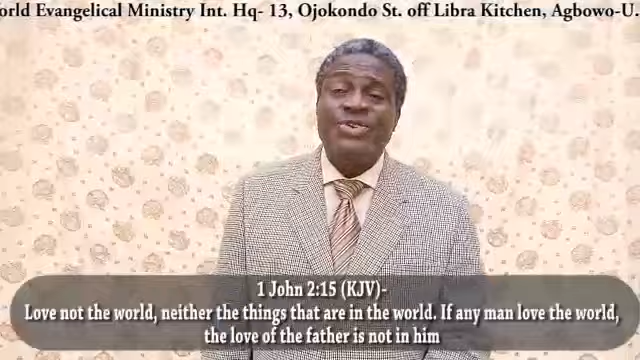 orld Evangelical Ministry Int. Hq- 13, Ojokondo St. off Libra Kitchen, Agbowo-U.
1 John 2:15 (KJV)-
Love not the world, neither the things that are in the world. If any man love the world,
the love of the father is not in him